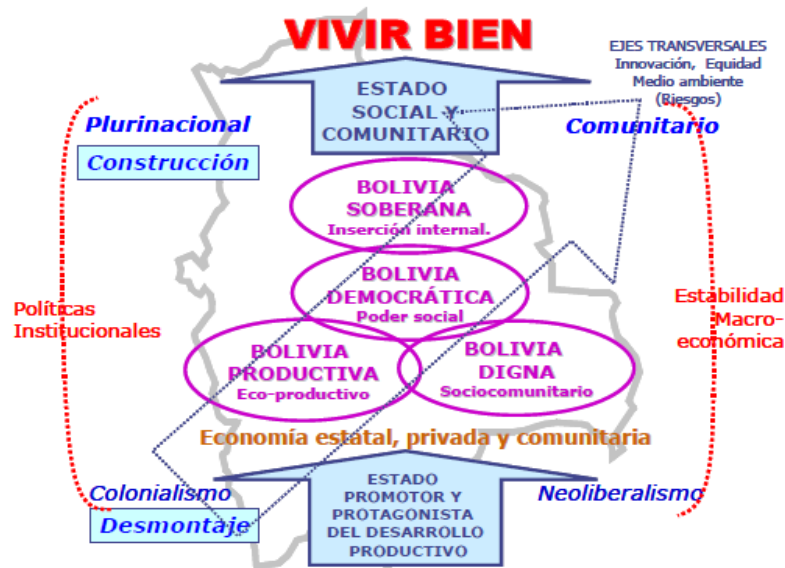 VIVIR BIEN
EJES TRANSVERSALES
Innovación, Equidad
Medio ambiente
(Riesgos)
ESTADO
SOCIAL Y
COMUNITARIO
Plurinacional
Construcción
Comunitario
BOLIVIA
SOBERANA
Inserción internal.
BOLIVIA
DEMOCRÁTICA
Poder social
Políticas
Institucionales
Estabilidad
Macro-
económica
BOLIVIA
PRODUCTIVA
Eco-productivo
BOLIVIA
DIGNA
Sociocomunitario
Economía estatal, privada y comunitaria
Colonialismo
Desmontaje
Neoliberalismo
ESTADO
PROMOTOR Y
PROTAGONISTA
DEL DESARROLLO
PRODUCTIVO